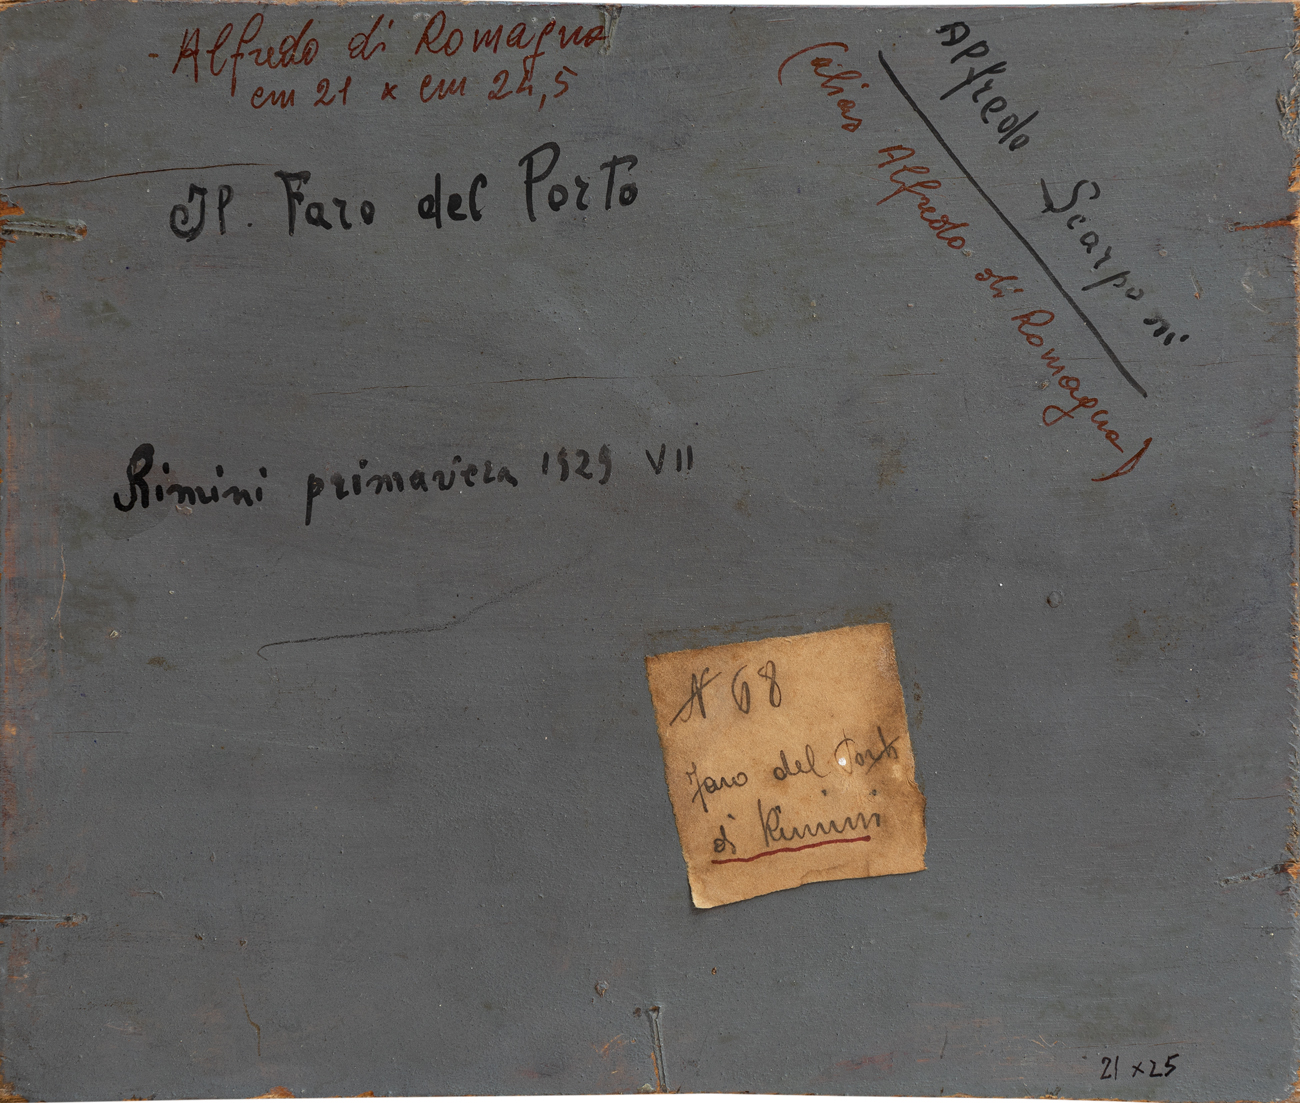 - Alfredo di Romagna
cm 21 x cm 24,5
Alfredo Scarponi
(alias Alfredo di Romagna)
Il. Faro del Porto
Rimini primavera 1929 VII
N 68
Faro del Porto
di Rimini
21 x 25